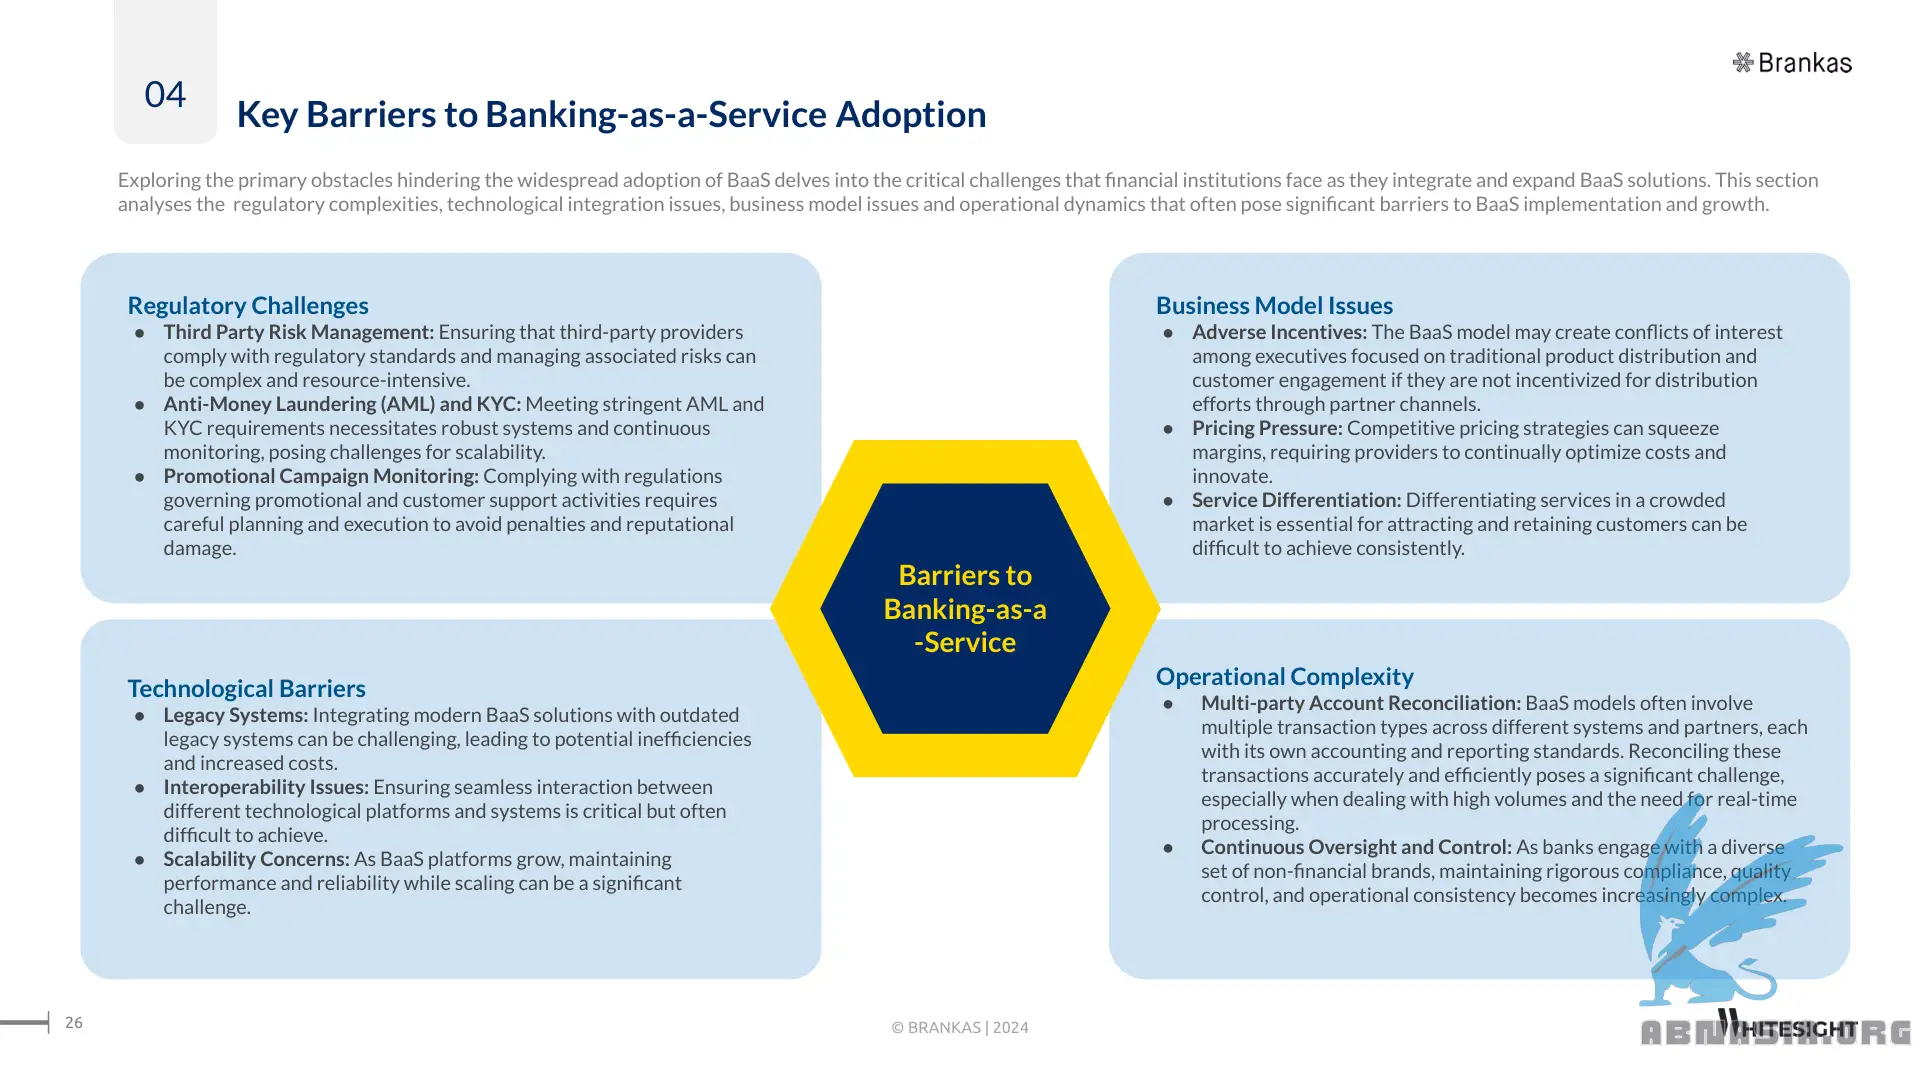 04
Brankas
Key Barriers to Banking-as-a-Service Adoption
Exploring the primary obstacles hindering the widespread adoption of BaaS delves into the critical challenges that financial institutions face as they integrate and expand BaaS solutions. This section
analyses the  regulatory complexities, technological integration issues, business model issues and operational dynamics that often pose significant barriers to BaaS implementation and growth.
Regulatory Challenges
● Third Party Risk Management: Ensuring that third-party providers
comply with regulatory standards and managing associated risks can
be complex and resource-intensive.
● Anti-Money Laundering (AML) and KYC: Meeting stringent AML and
KYC requirements necessitates robust systems and continuous
monitoring, posing challenges for scalability.
● Promotional Campaign Monitoring: Complying with regulations
governing promotional and customer support activities requires
careful planning and execution to avoid penalties and reputational
damage.
Business Model Issues
● Adverse Incentives: The BaaS model may create conflicts of interest
among executives focused on traditional product distribution and
customer engagement if they are not incentivized for distribution
efforts through partner channels.
● Pricing Pressure: Competitive pricing strategies can squeeze
margins, requiring providers to continually optimize costs and
innovate.
● Service Differentiation: Differentiating services in a crowded
market is essential for attracting and retaining customers can be
difficult to achieve consistently.
Barriers to
Banking-as-a
-Service
Technological Barriers
● Legacy Systems: Integrating modern BaaS solutions with outdated
legacy systems can be challenging, leading to potential inefficiencies
and increased costs.
● Interoperability Issues: Ensuring seamless interaction between
different technological platforms and systems is critical but often
difficult to achieve.
● Scalability Concerns: As BaaS platforms grow, maintaining
performance and reliability while scaling can be a significant
challenge.
Operational Complexity
● Multi-party Account Reconciliation: BaaS models often involve
multiple transaction types across different systems and partners, each
with its own accounting and reporting standards. Reconciling these
transactions accurately and efficiently poses a significant challenge,
especially when dealing with high volumes and the need for real-time
processing.
● Continuous Oversight and Control: As banks engage with a diverse
set of non-financial brands, maintaining rigorous compliance, quality
control, and operational consistency becomes increasingly complex.
26
© BRANKAS | 2024
WHITESIGHT
ABNASIA.ORG